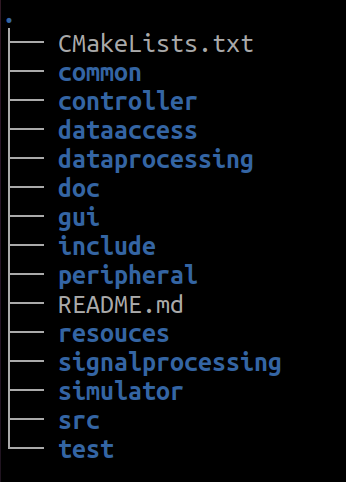 .
CMakeLists.txt
common
controller
dataaccess
dataprocessing
doc
gui
include
peripheral
README.md
resouces
signalprocessing
simulator
src
test